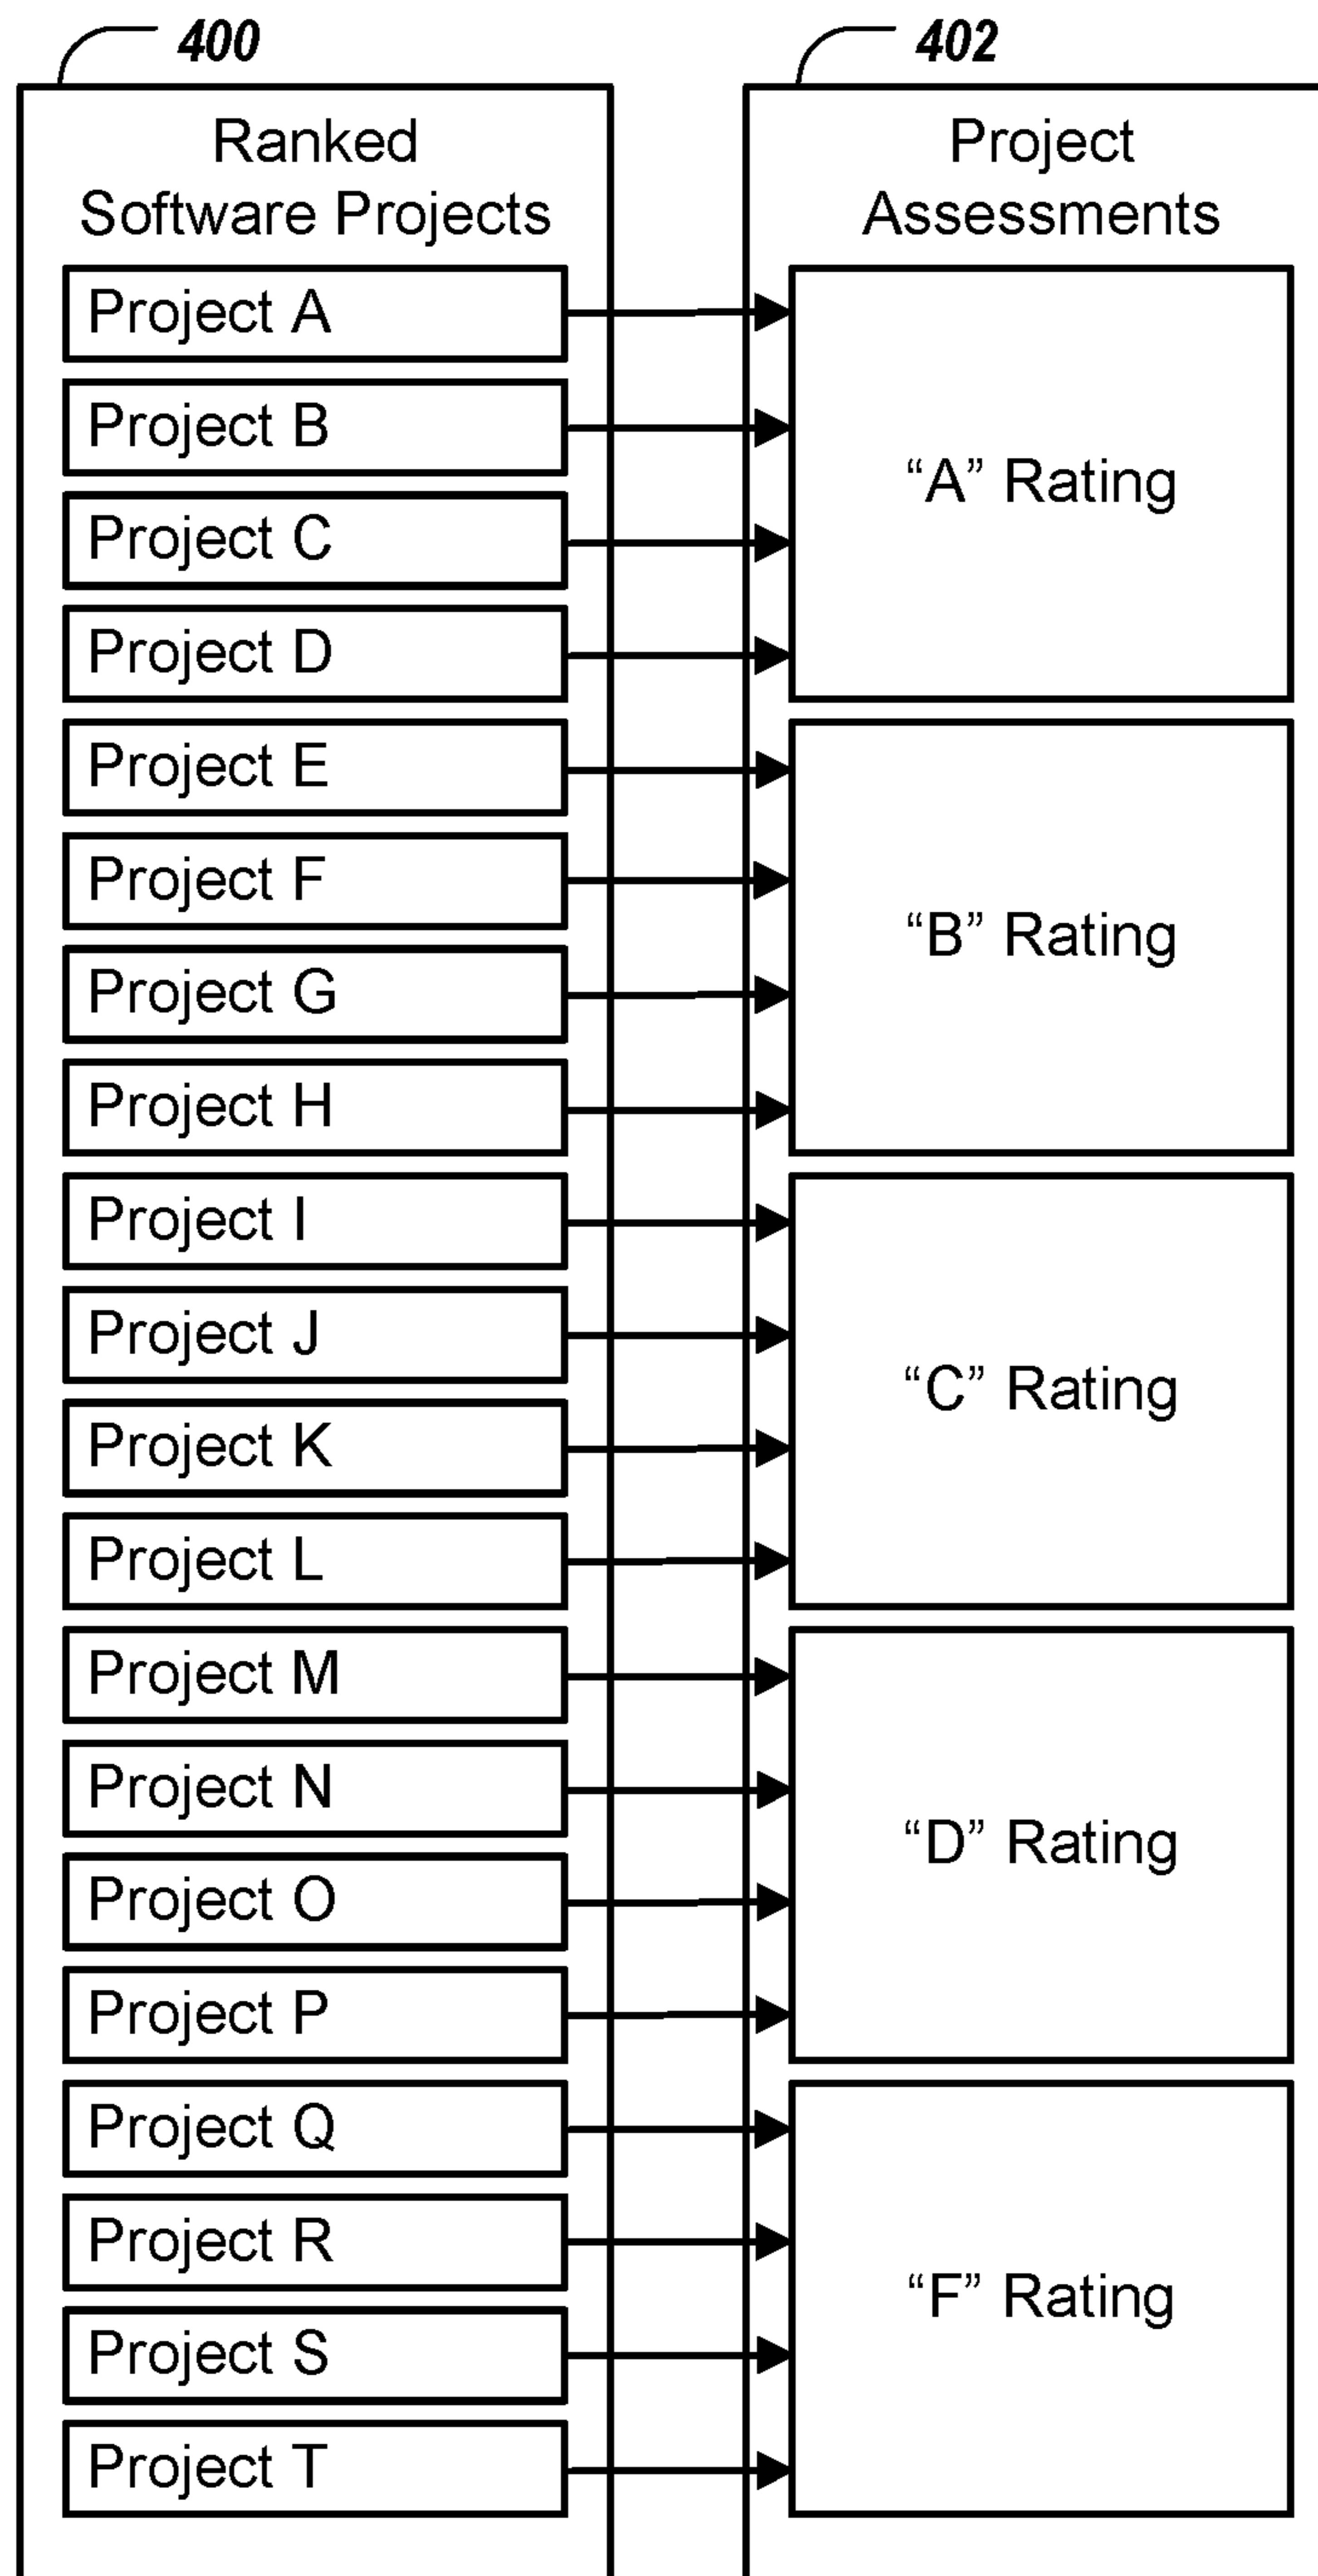 400
Ranked
Software Projects
Project A
Project B
Project C
Project D
Project E
Project F
Project G
Project H
Project I
Project J
Project K
Project L
Project M
Project N
Project O
Project P
Project Q
Project R
Project S
Project T
402
Project
Assessments
“A” Rating
“B” Rating
“C” Rating
“D” Rating
“F” Rating